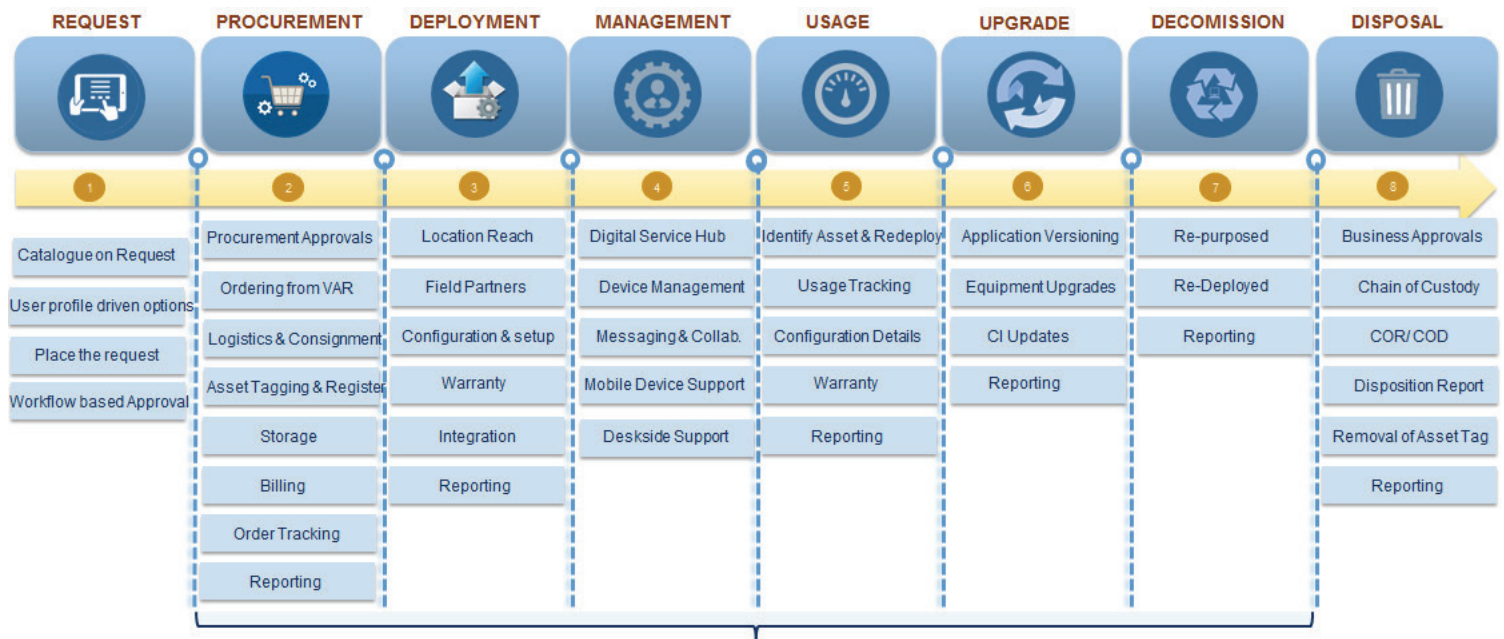 REQUEST
PROCUREMENT
DEPLOYMENT
MANAGEMENT
USAGE
UPGRADE
DECOMISSION
DISPOSAL
1
2
3
4
5
6
7
8
Catalogue on Request
User profile driven options
Place the request
Workflow based Approval
Procurement Approvals
Ordering from VAR
Logistics & Consignment
Asset Tagging & Register
Storage
Billing
Order Tracking
Reporting
Location Reach
Field Partners
Configuration & setup
Warranty
Integration
Reporting
Digital Service Hub
Device Management
Messaging & Collab.
Mobile Device Support
Deskside Support
Identify Asset & Redeploy
Usage Tracking
Configuration Details
Warranty
Reporting
Application Versioning
Equipment Upgrades
CI Updates
Reporting
Re-purposed
Re-Deployed
Reporting
Business Approvals
Chain of Custody
COR/COD
Disposition Report
Removal of Asset Tag
Reporting